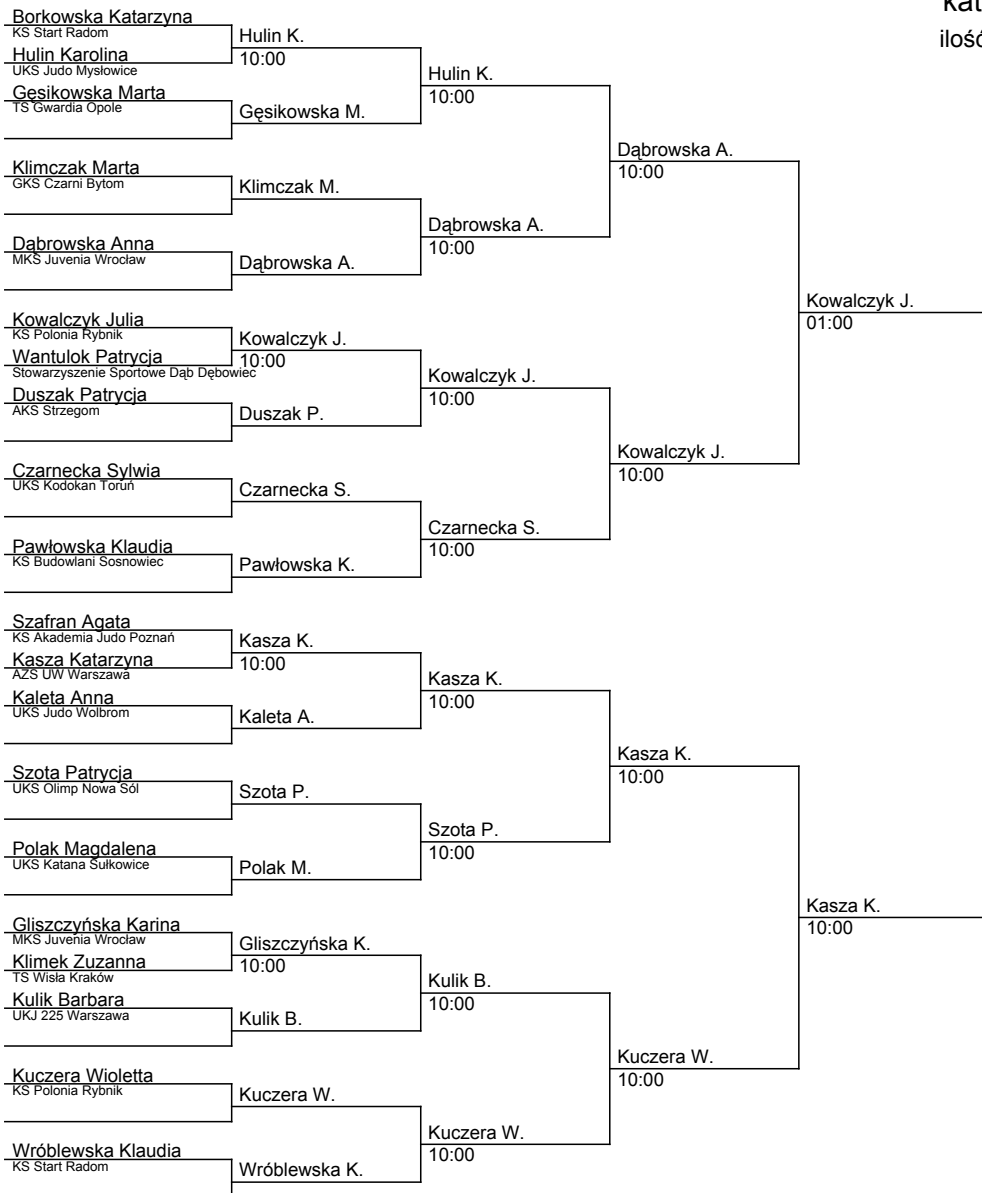 kat
ilość
Borkowska Katarzyna
KS Start Radom
Hulin Karolina
UKS Judo Mysłowice
Gęsikowska Marta
TS Gwardia Opole
Klimczak Marta
GKS Czarni Bytom
Dąbrowska Anna
MKS Juvenia Wrocław
Kowalczyk Julia
KS Polonia Rybnik
Wantulok Patrycja
Stowarzyszenie Sportowe Dąb Dębowiec
Duszak Patrycja
AKS Strzegom
Czarnecka Sylwia
UKS Kodokan Toruń
Pawłowska Klaudia
KS Budowlani Sosnowiec
Szafran Agata
KS Akademia Judo Poznań
Kasza Katarzyna
AZS UW Warszawa
Kaleta Anna
UKS Judo Wolbrom
Szota Patrycja
UKS Olimp Nowa Sól
Polak Magdalena
UKS Katana Sułkowice
Gliszczyńska Karina
MKS Juvenia Wrocław
Klimek Zuzanna
TS Wisła Kraków
Kulik Barbara
UKJ 225 Warszawa
Kuczera Wioletta
KS Polonia Rybnik
Wróblewska Klaudia
KS Start Radom
Hulin K.
10:00
Gęsikowska M.
Klimczak M.
Dąbrowska A.
Kowalczyk J.
10:00
Duszak P.
Czarnecka S.
Pawłowska K.
Kasza K.
10:00
Kaleta A.
Szota P.
Polak M.
Gliszczyńska K.
10:00
Kulik B.
Kuczera W.
Wróblewska K.
Hulin K.
10:00
Dąbrowska A.
10:00
Kowalczyk J.
10:00
Czarnecka S.
10:00
Kasza K.
10:00
Szota P.
10:00
Kulik B.
10:00
Kuczera W.
10:00
Dąbrowska A.
10:00
Kowalczyk J.
10:00
Kasza K.
10:00
Kuczera W.
10:00
Kowalczyk J.
01:00
Kasza K.
10:00